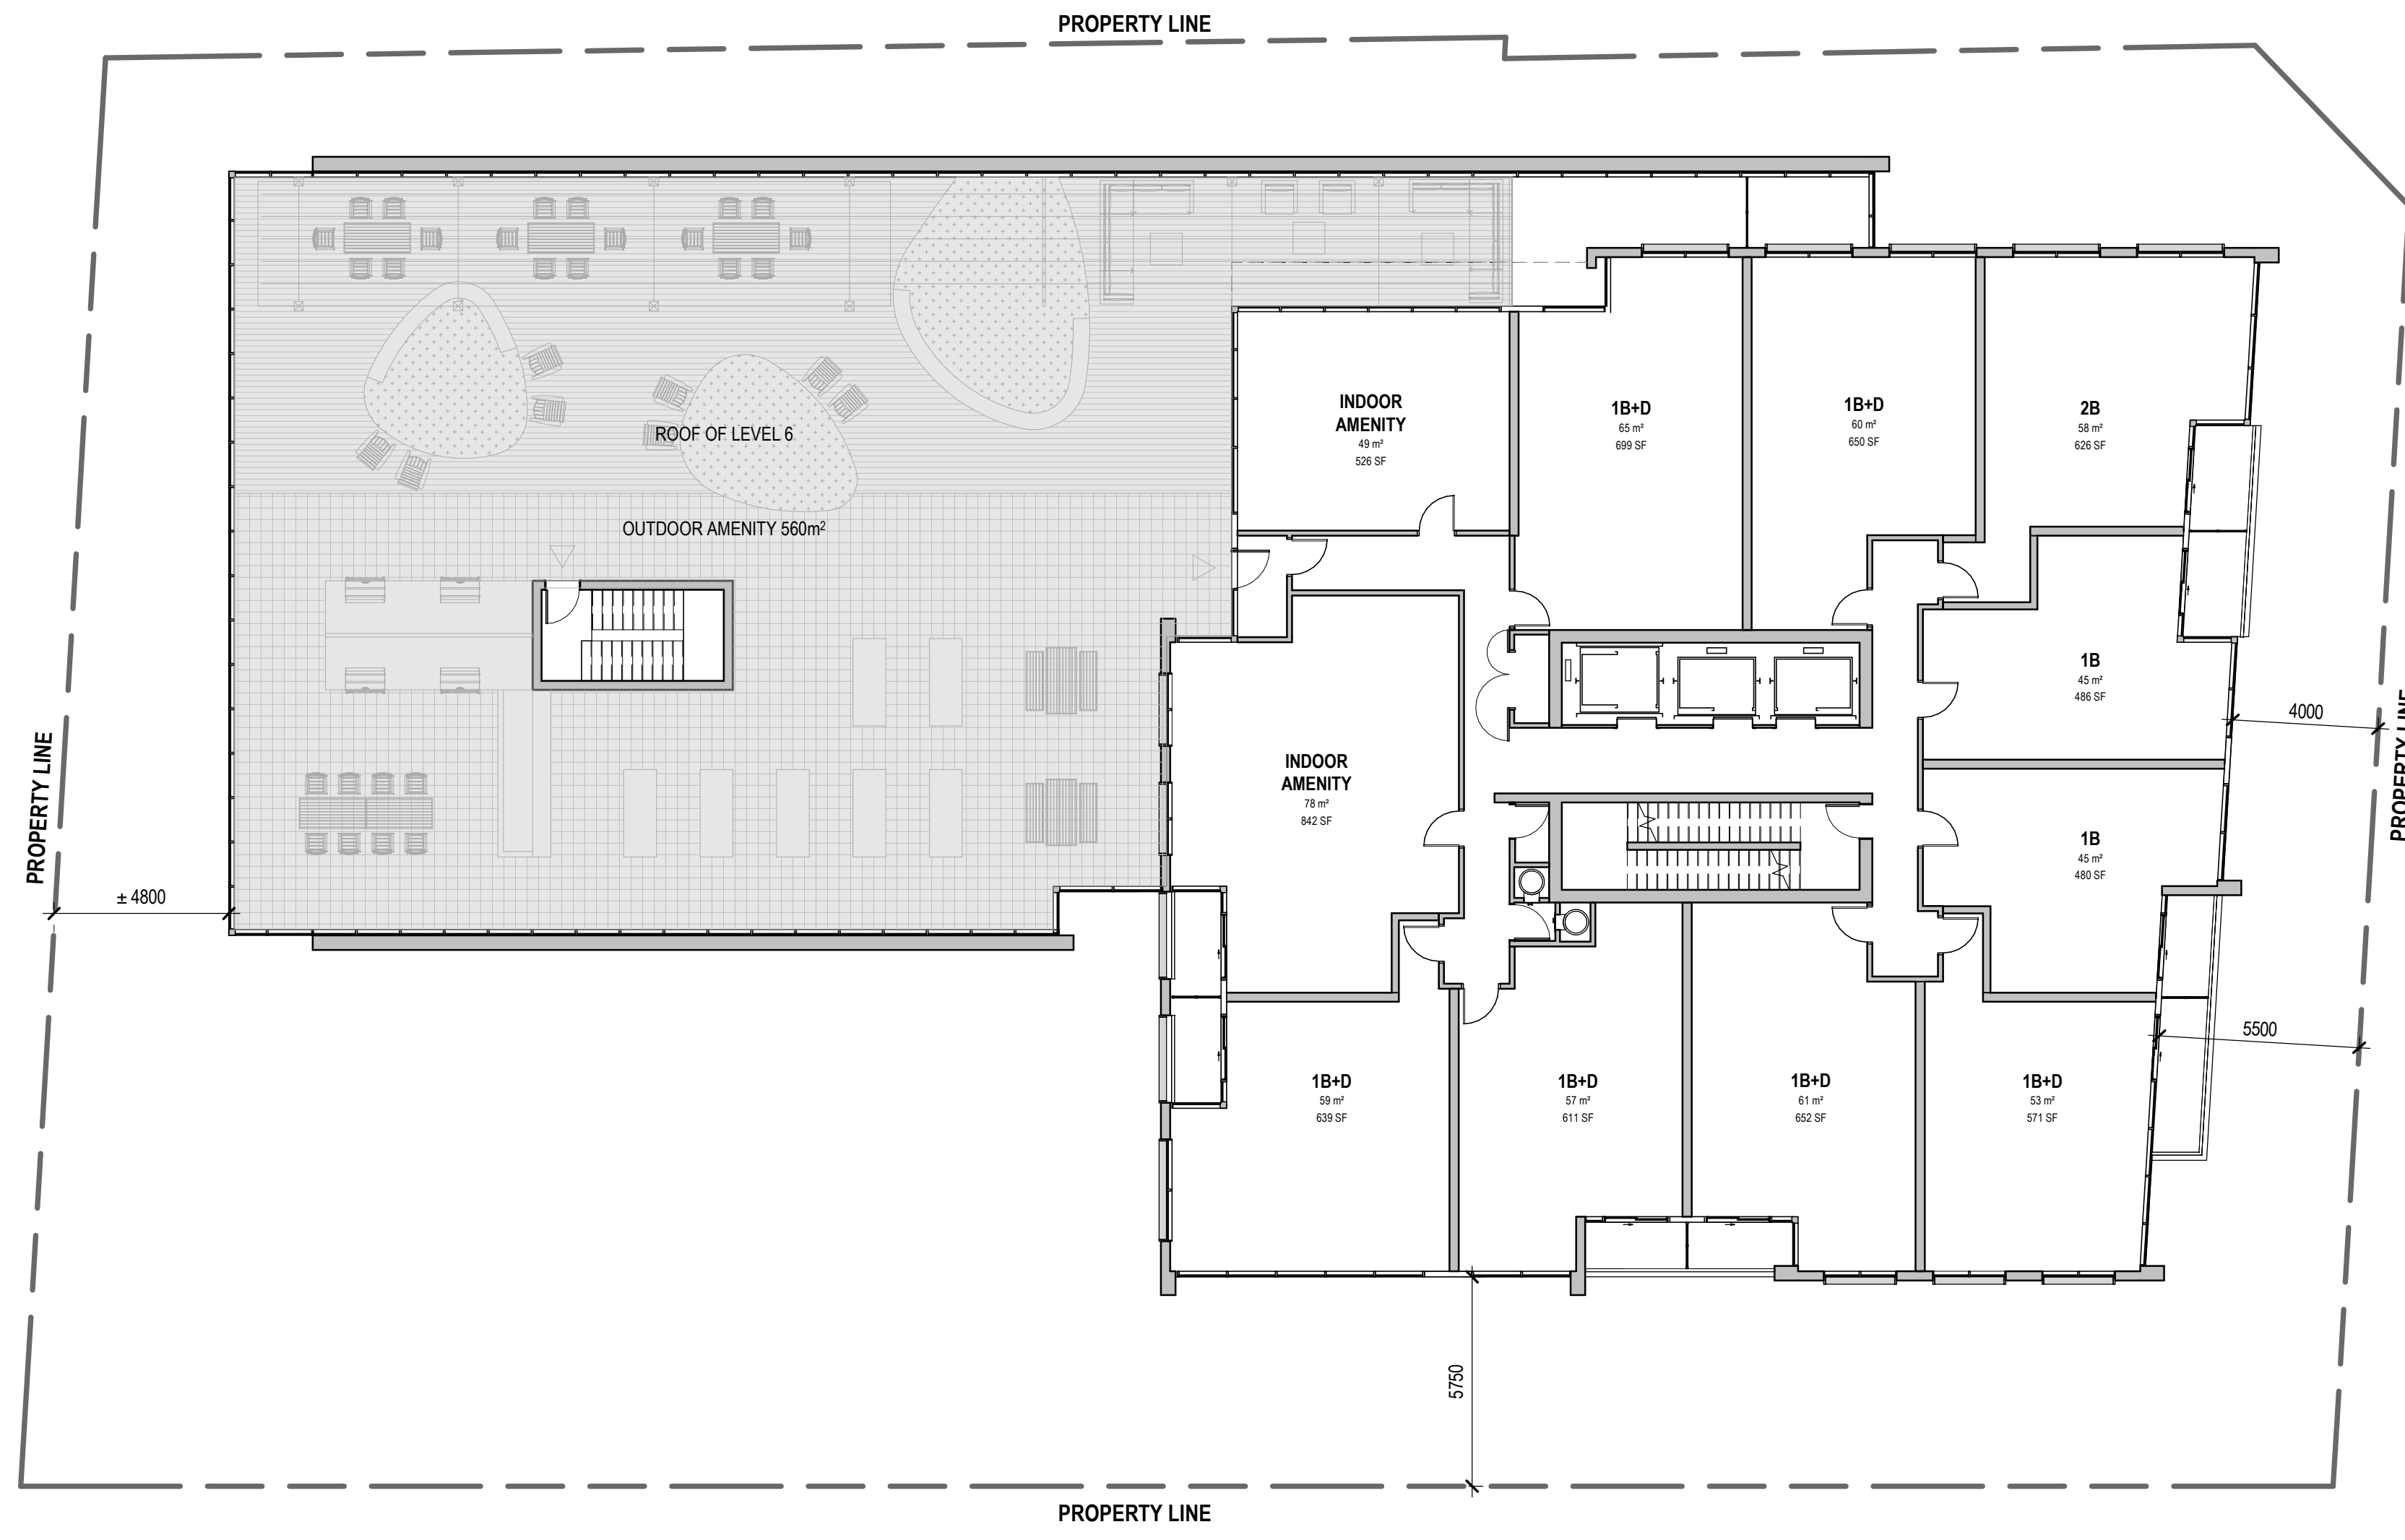 PROPERTY LINE
ROOF OF LEVEL 6
OUTDOOR AMENITY 560m²
INDOOR
AMENITY
49 m²
526 SF
1B+D
65 m²
699 SF
1B+D
60 m²
650 SF
2B
58 m²
626 SF
1B
45 m²
486 SF
4000
PROPERTY LINE
PROPERTY LINE
INDOOR
AMENITY
78 m²
842 SF
1B
45 m²
480 SF
± 4800
5500
1B+D
59 m²
639 SF
1B+D
57 m²
611 SF
1B+D
61 m²
652 SF
1B+D
53 m²
571 SF
5750
PROPERTY LINE